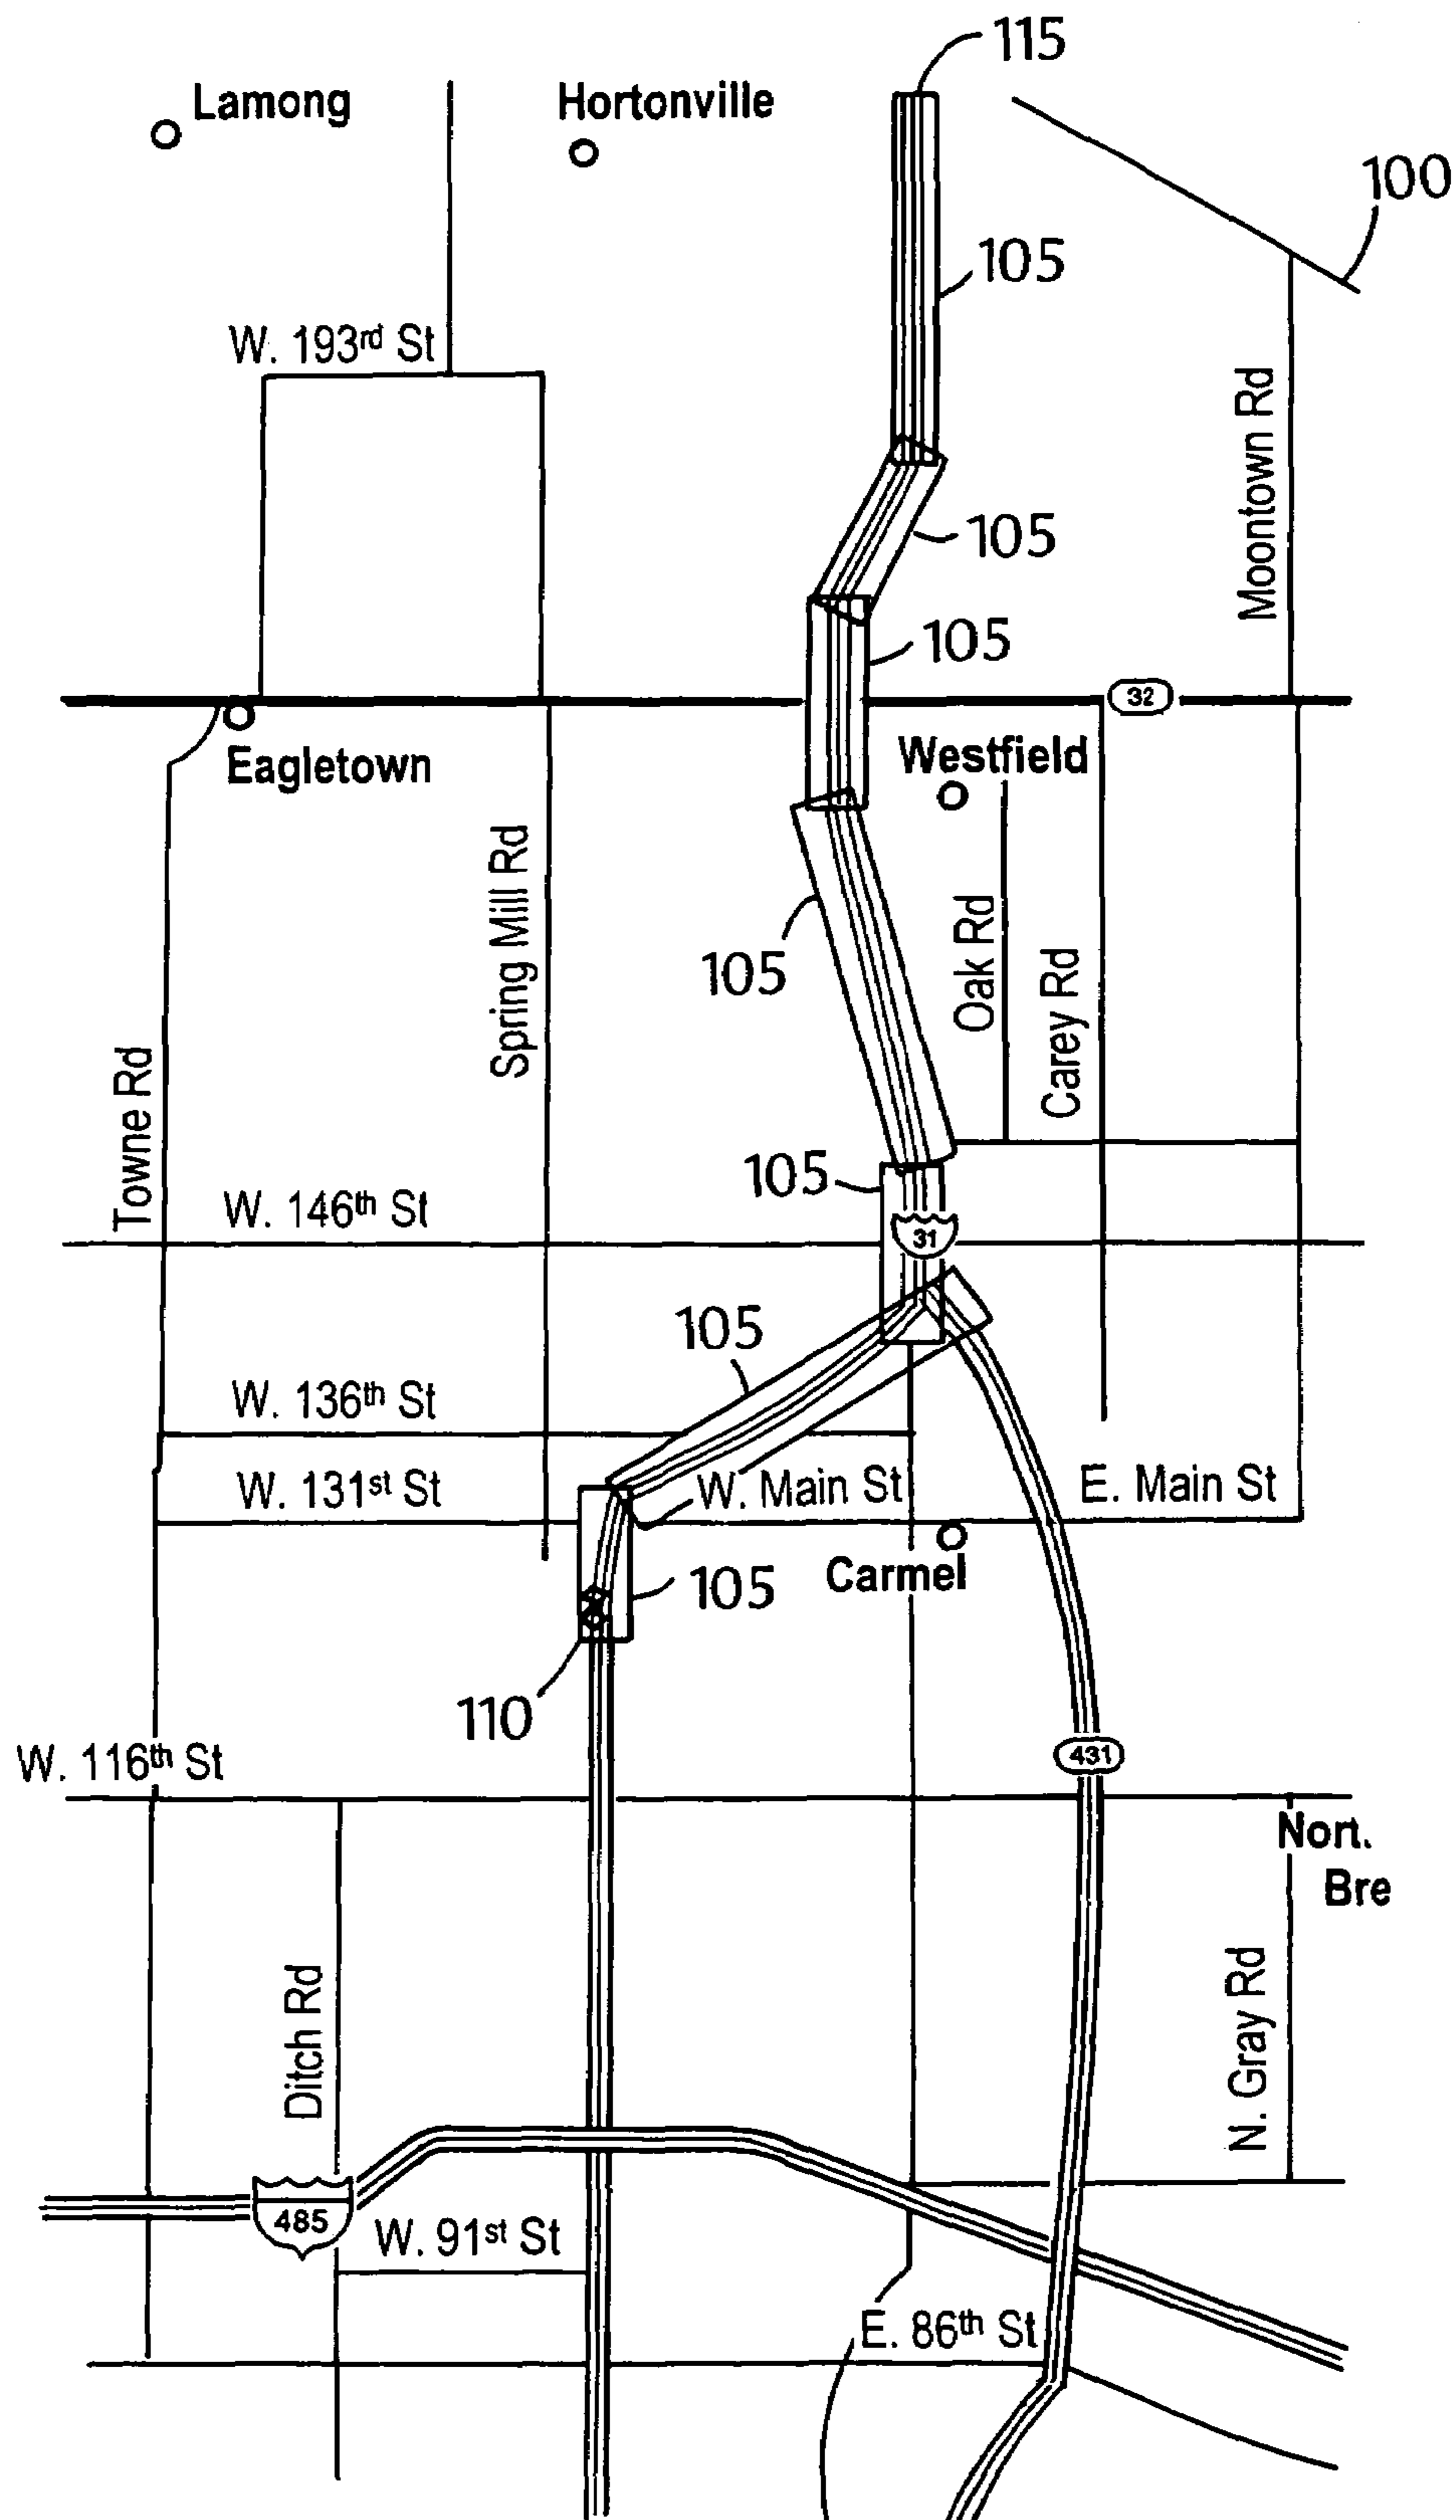 115
Lamong
Hortonville
100
105
W. 193rd St
Moontown Rd
105
105
32
Eagletown
Westfield
Spring Mill Rd
Oak Rd
Carey Rd
105
Towne Rd
105
W. 146th St
31
105
W. 136th St
W. 131st St
W. Main St
E. Main St
Carmel
105
110
W. 116th St
431
Nort.
Bre
Ditch Rd
N. Gray Rd
485
W. 91st St
E. 86th St